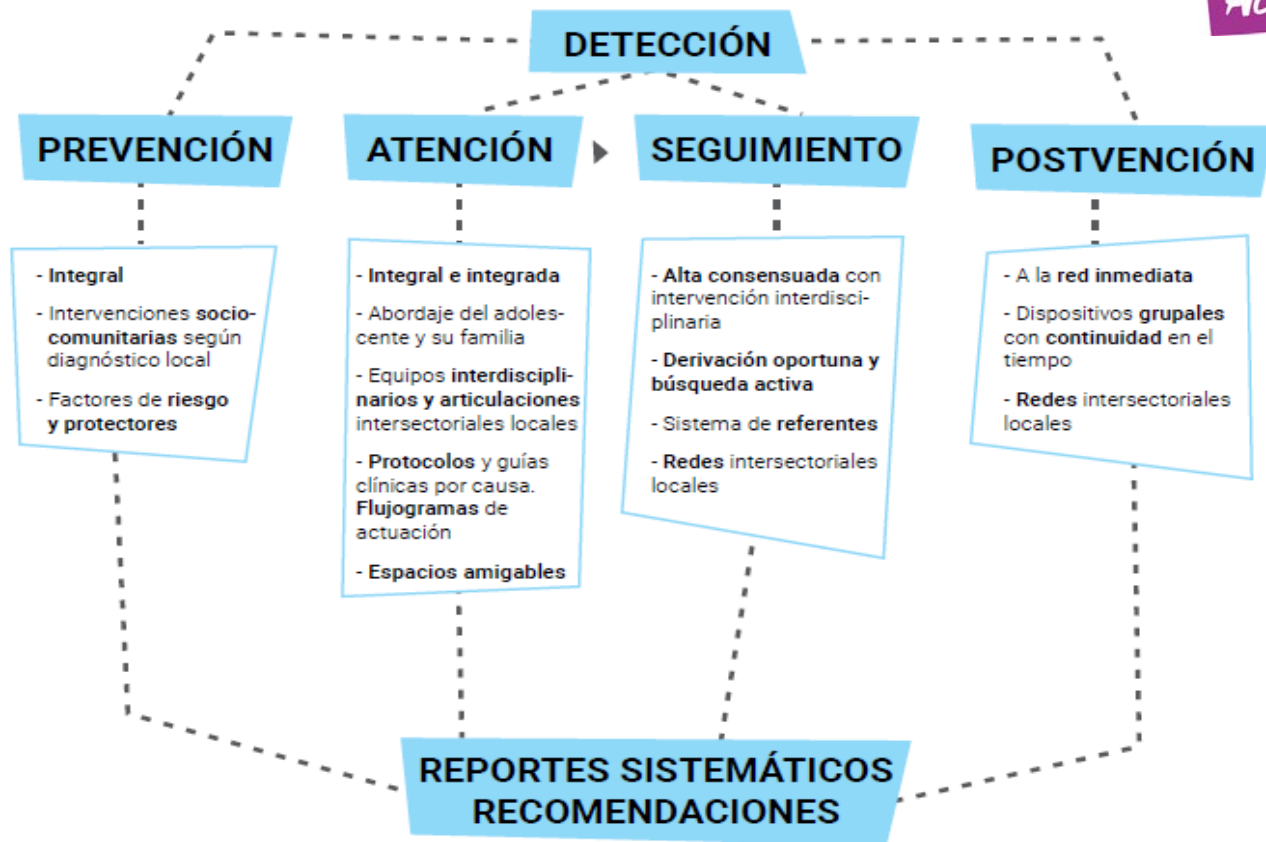 DETECCIÓN
PREVENCIÓN
- Integral
- Intervenciones socio-
comunitarias según
diagnóstico local
- Factores de riesgo
y protectores
ATENCIÓN
- Integral e integrada
- Abordaje del adoles-
cente y su familia
- Equipos interdiscipli-
narios y articulaciones
intersectoriales locales
- Protocolos y guías
clínicas por causa.
Flujogramas de
actuación
- Espacios amigables
SEGUIMIENTO
- Alta consensuada con
intervención interdisci-
plinaria
- Derivación oportuna y
búsqueda activa
- Sistema de referentes
- Redes intersectoriales
locales
POSTVENCIÓN
- A la red inmediata
- Dispositivos grupales
con continuidad en el
tiempo
- Redes intersectoriales
locales
REPORTES SISTEMÁTICOS
RECOMENDACIONES